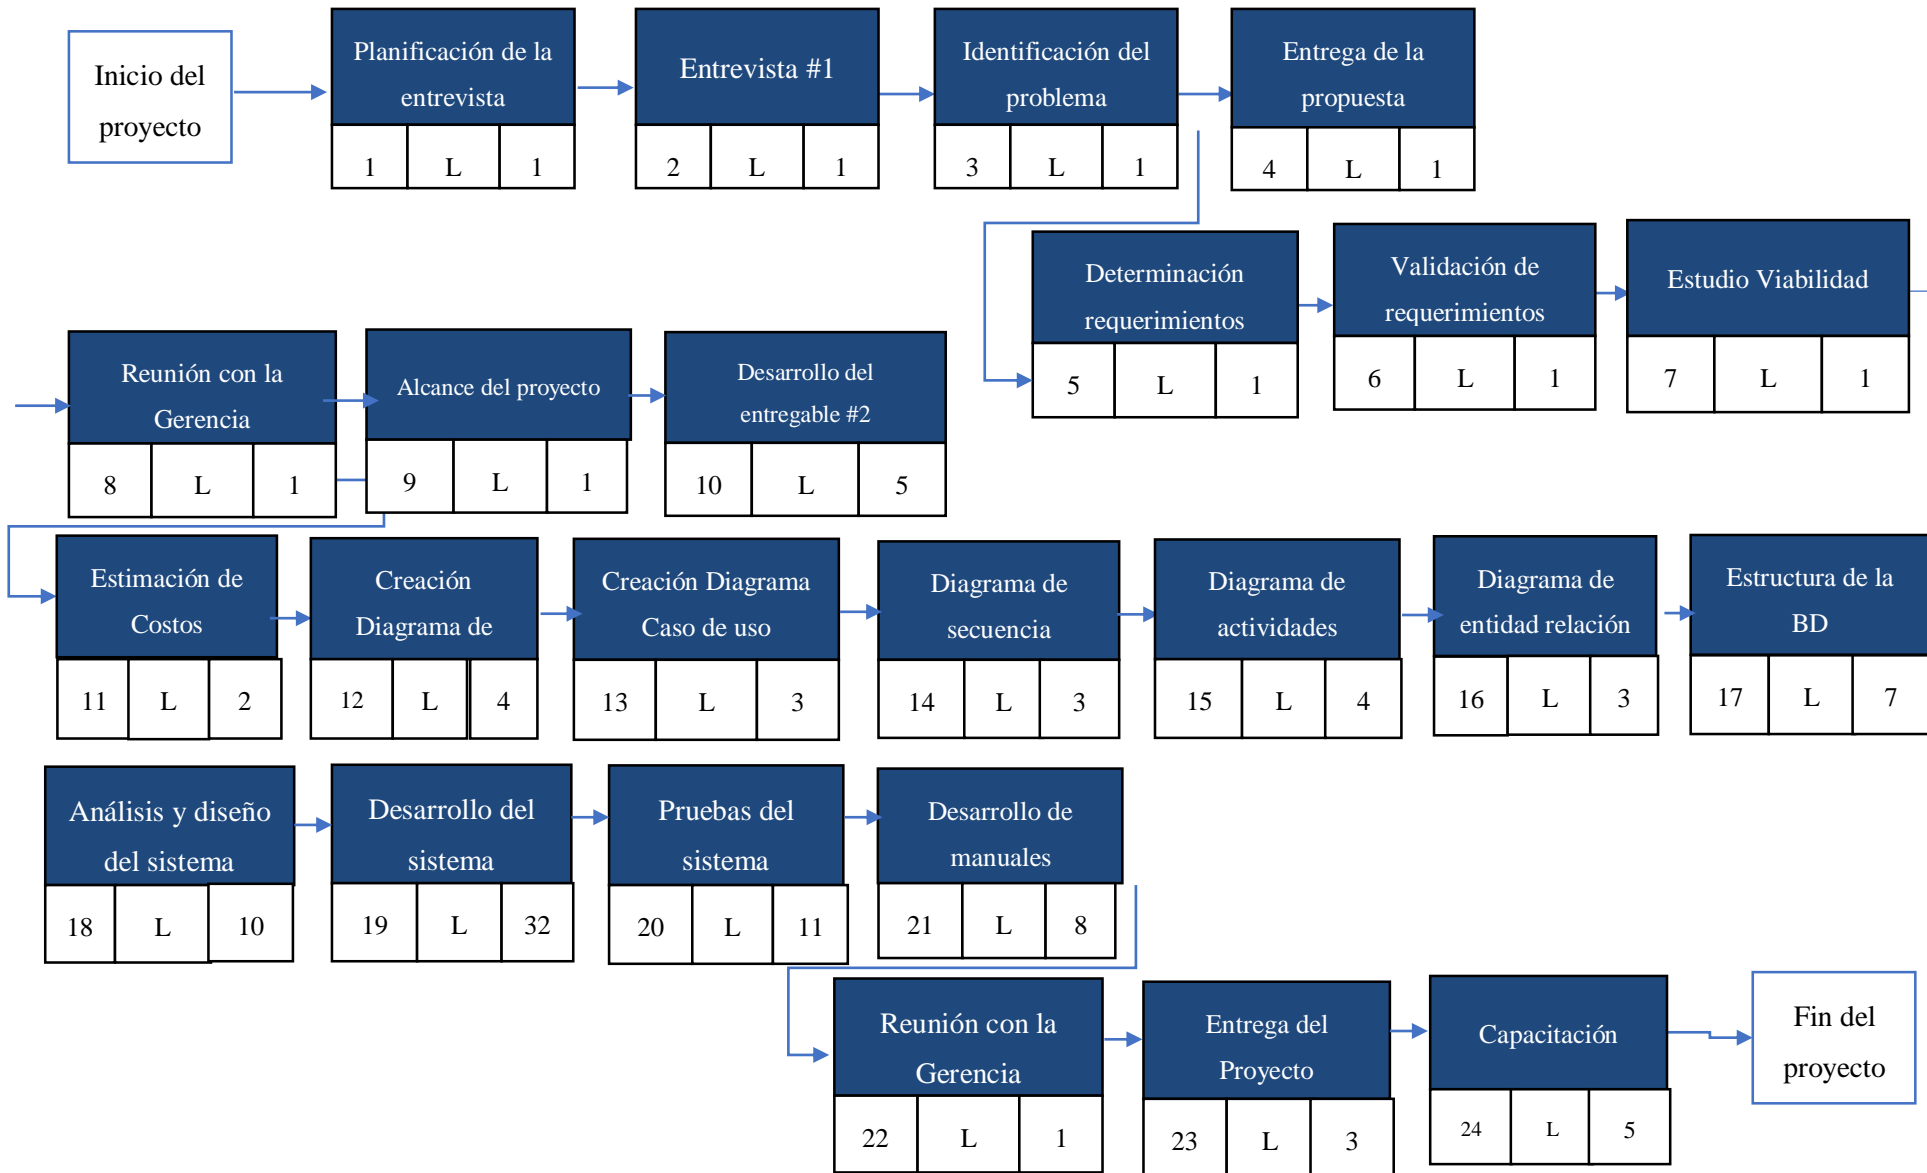 Inicio del
proyecto
Planificación de la
entrevista
1 L 1
Entrevista #1
2 L 1
Identificación del
problema
3 L 1
Entrega de la
propuesta
4 L 1
Determinación
requerimientos
5 L 1
Validación de
requerimientos
6 L 1
Estudio Viabilidad
7 L 1
Reunión con la
Gerencia
8 L 1
Alcance del proyecto
9 L 1
Desarrollo del
entregable #2
10 L 5
Estimación de
Costos
11 L 2
Creación
Diagrama de
12 L 4
Creación Diagrama
Caso de uso
13 L 3
Diagrama de
secuencia
14 L 3
Diagrama de
actividades
15 L 4
Diagrama de
entidad relación
16 L 3
Estructura de la
BD
17 L 7
Análisis y diseño
del sistema
18 L 10
Desarrollo del
sistema
19 L 32
Pruebas del
sistema
20 L 11
Desarrollo de
manuales
21 L 8
Reunión con la
Gerencia
22 L 1
Entrega del
Proyecto
23 L 3
Capacitación
24 L 5
Fin del
proyecto